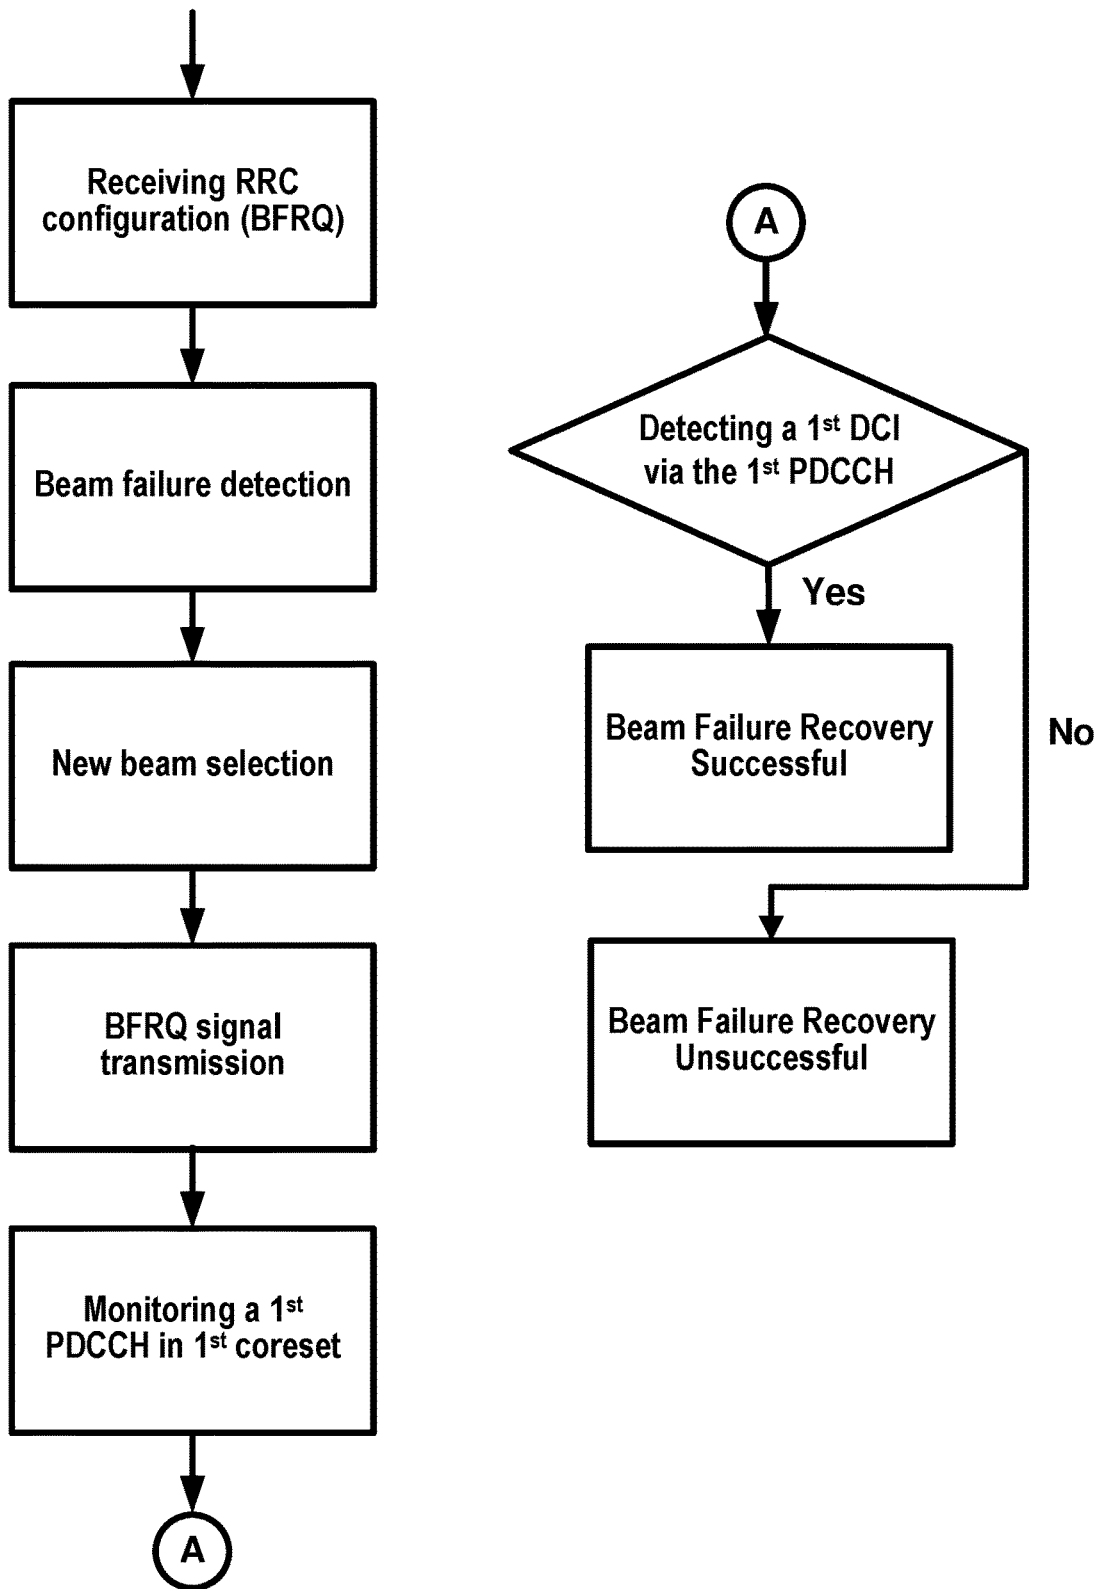 Receiving RRC
configuration (BFRQ)
Beam failure detection
New beam selection
BFRQ signal
transmission
Monitoring a 1st
PDCCH in 1st coreset
A
A
Detecting a 1st DCI
via the 1st PDCCH
Yes
No
Beam Failure Recovery
Successful
Beam Failure Recovery
Unsuccessful